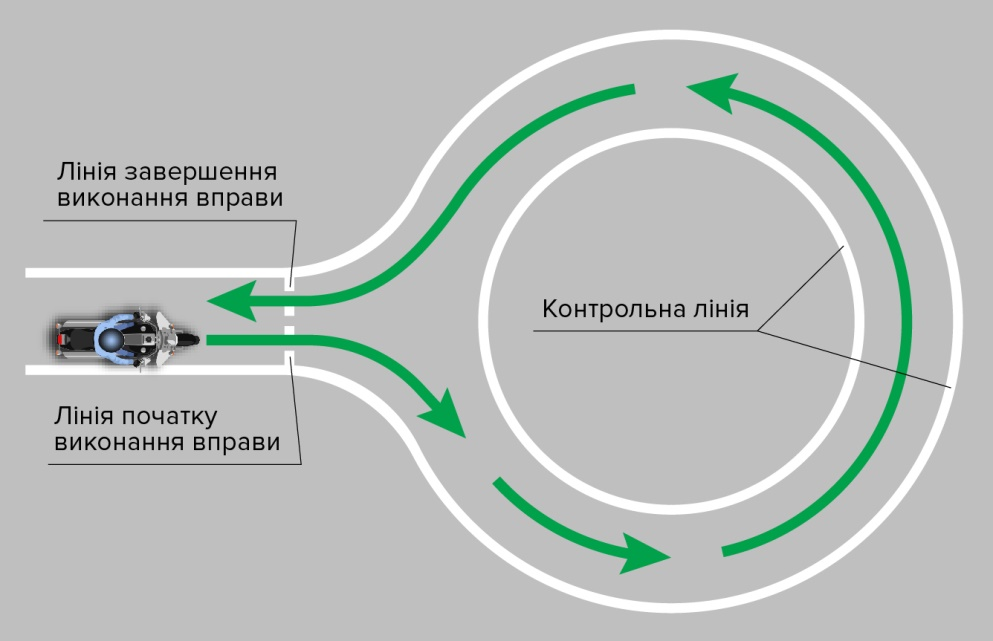 Лінія завершення
виконання вправи
Контрольна лінія
Лінія початку
виконання вправи